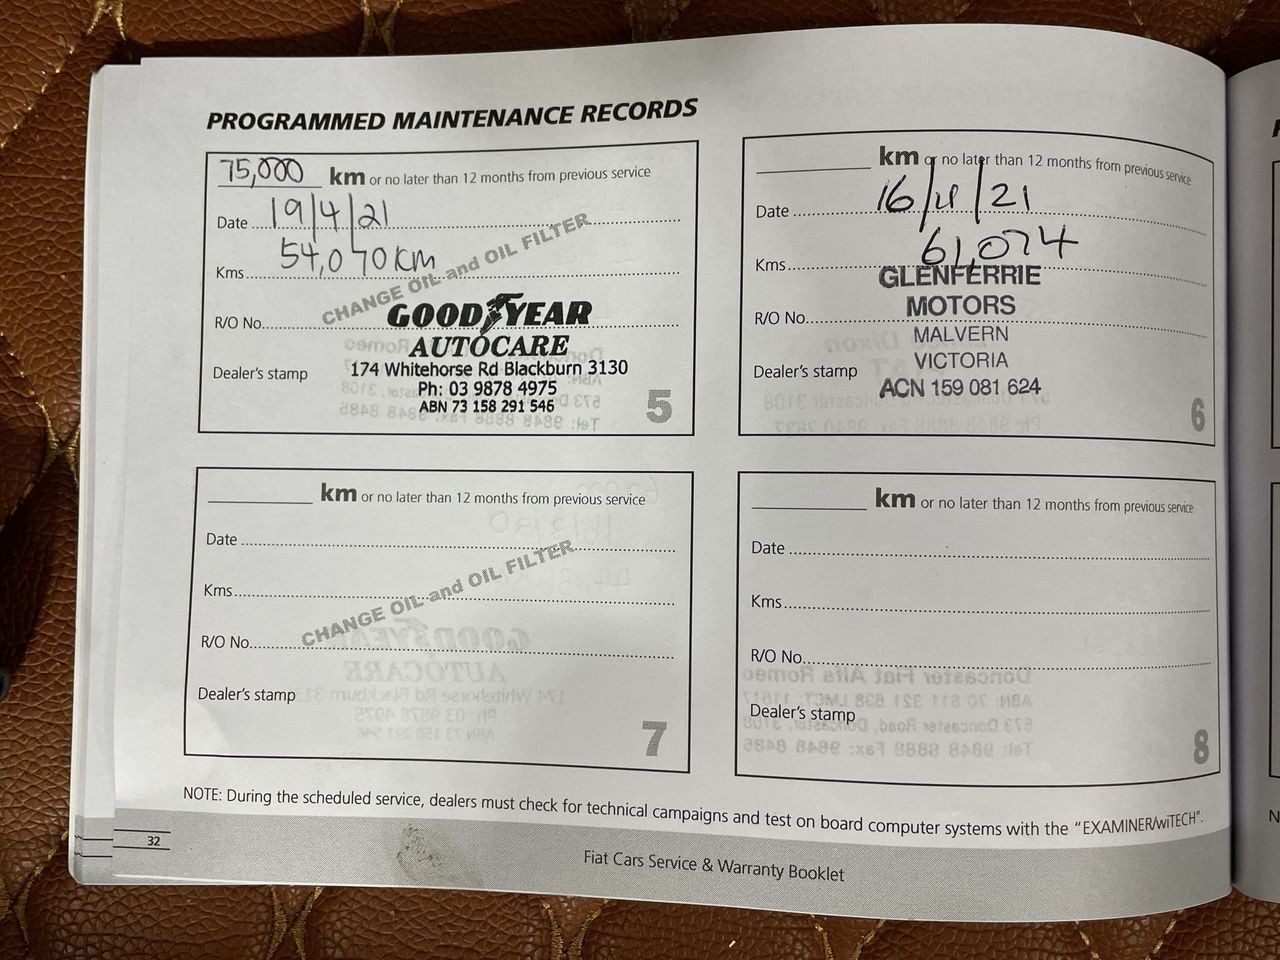 PROGRAMMED MAINTENANCE RECORDS
75,000 km or no later than 12 months from previous service
Date 19/4/21
Kms 54,070 km
CHANGE OIL and OIL FILTER
R/O No.
GOODYEAR
AUTOCARE
Dealer's stamp 174 Whitehorse Rd Blackburn 3130
Ph: 03 9878 4975
ABN 73 158 291 546
5
km or no later than 12 months from previous service
Date 16/11/21
Kms 61,074
GLENFERRIE
R/O No. MOTORS
MALVERN
Dealer's stamp VICTORIA
ACN 159 081 624
6
km or no later than 12 months from previous service
Date
Kms
CHANGE OIL and OIL FILTER
R/O No.
Dealer's stamp
7
km or no later than 12 months from previous service
Date
Kms
R/O No.
Dealer's stamp
8
NOTE: During the scheduled service, dealers must check for technical campaigns and test on board computer systems with the "EXAMINER/wiTECH".
32
Fiat Cars Service & Warranty Booklet